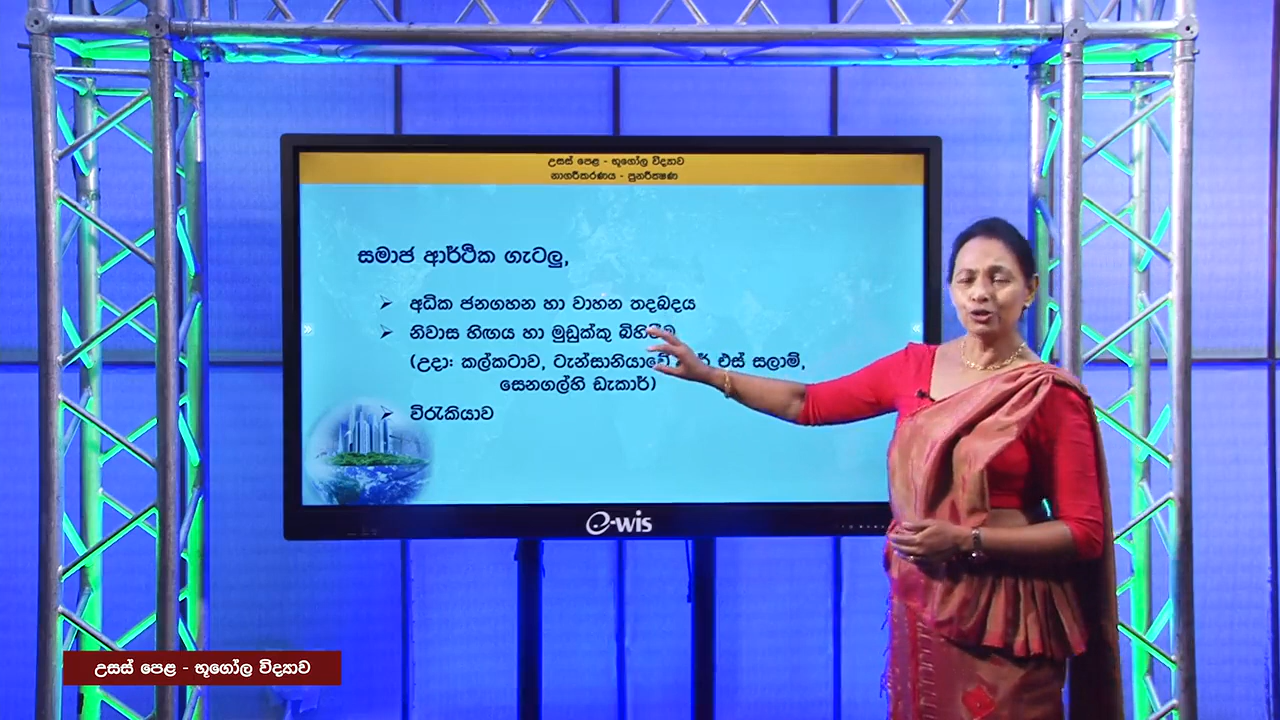 උසස් පෙළ - භූගෝල විද්‍යාව
නාගරීකරණය - පුනරීක්ෂණ
සමාජ ආර්ථික ගැටලු,
➢ අධික ජනගහන හා වාහන තදබදය
➢ නිවාස හිඟය හා මුඩුක්කු
(උදා: කල්කටාව, ටැන්සානියාවේ එස් සලාම්,
සෙනගල්හි ඩැකාර්)
➢ විරැකියාව
e-wis
උසස් පෙළ - භූගෝල විද්‍යාව